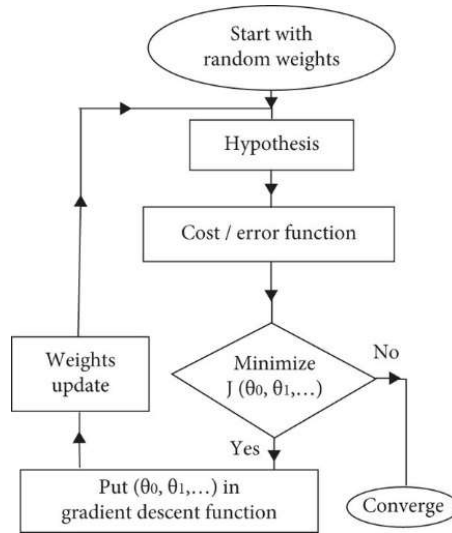 Start with
random weights
Hypothesis
Cost / error function
Minimize
J (θ0, θ1,...)
No
Yes
Weights
update
Put (θ0, θ1,...) in
gradient descent function
Converge